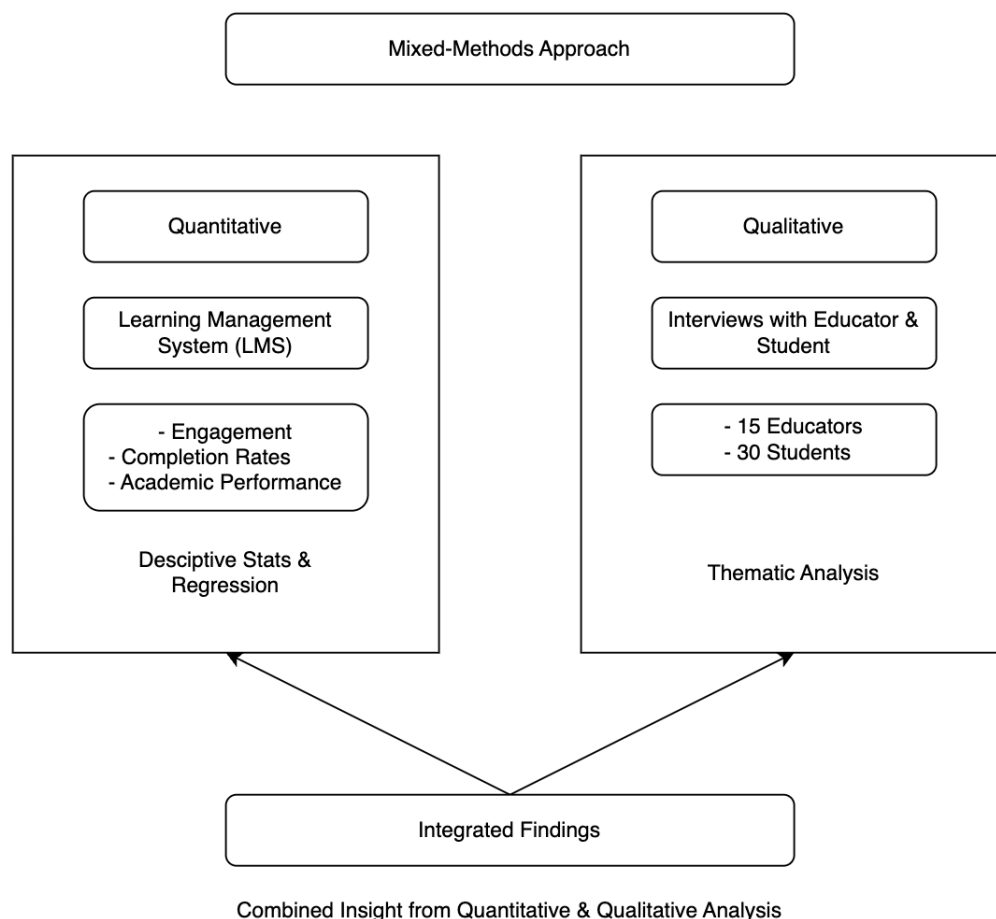 Mixed-Methods Approach
Quantitative
Learning Management
System (LMS)
- Engagement
- Completion Rates
- Academic Performance
Desciptive Stats &
Regression
Qualitative
Interviews with Educator &
Student
- 15 Educators
- 30 Students
Thematic Analysis
Integrated Findings
Combined Insight from Quantitative & Qualitative Analysis